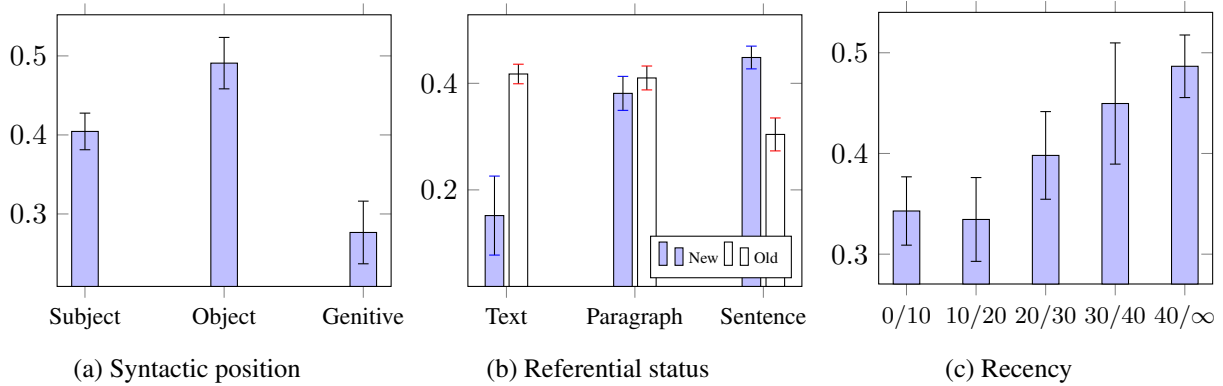 0.5
0.4
0.3
Subject Object Genitive
(a) Syntactic position
0.4
0.2
New Old
Text Paragraph Sentence
(b) Referential status
0.5
0.4
0.3
0/10 10/20 20/30 30/40 40/∞
(c) Recency